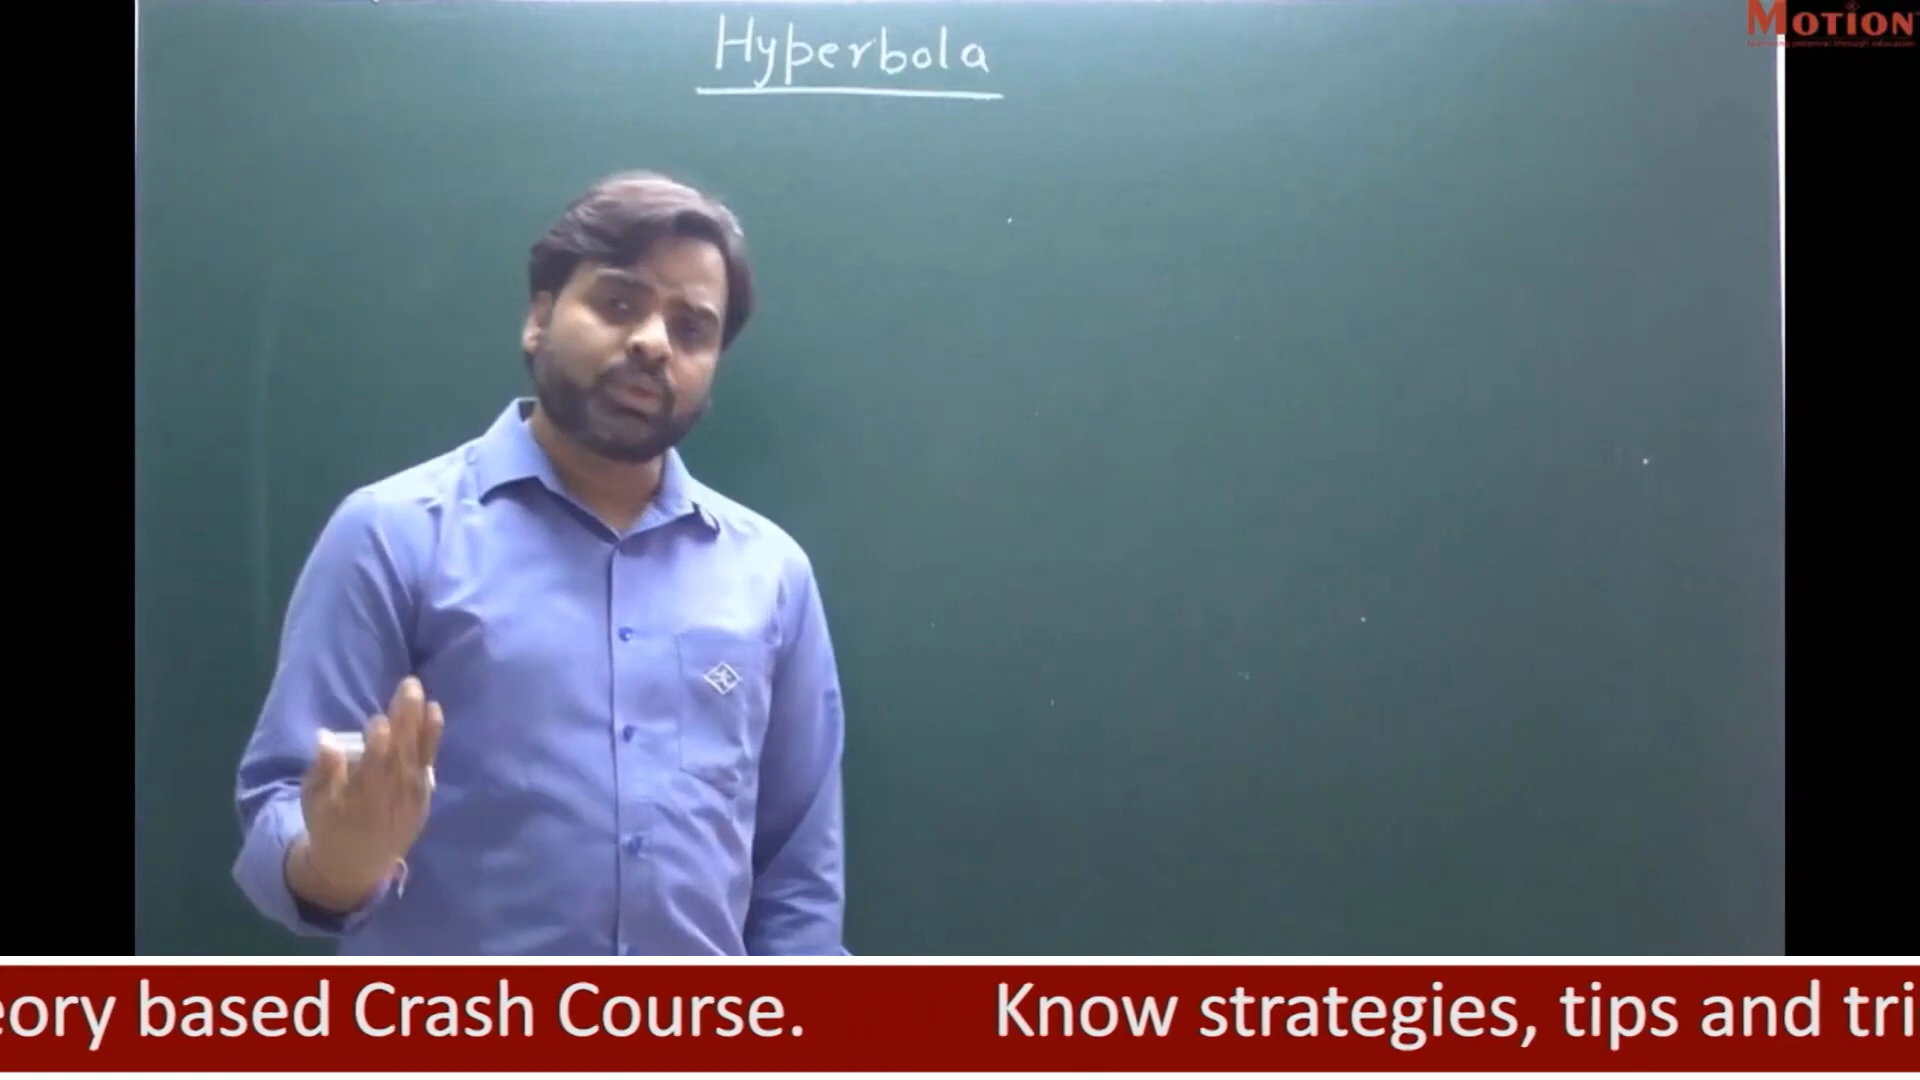 Hyperbola
MOTION
eory based Crash Course. Know strategies, tips and tri